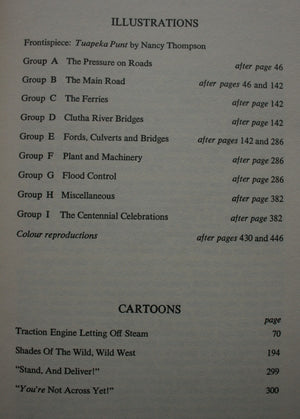 ILLUSTRATIONS
Frontispiece: Tuapeka Punt by Nancy Thompson
Group A The Pressure on Roads after page 46
Group B The Main Road after pages 46 and 142
Group C The Ferries after page 142
Group D Clutha River Bridges after page 142
Group E Fords, Culverts and Bridges after pages 142 and 286
Group F Plant and Machinery after page 286
Group G Flood Control after page 286
Group H Miscellaneous after page 382
Group I The Centennial Celebrations after page 382
Colour reproductions after pages 430 and 446
CARTOONS
page
Traction Engine Letting Off Steam 70
Shades Of The Wild, Wild West 194
"Stand, And Deliver!" 299
"You're Not Across Yet!" 300